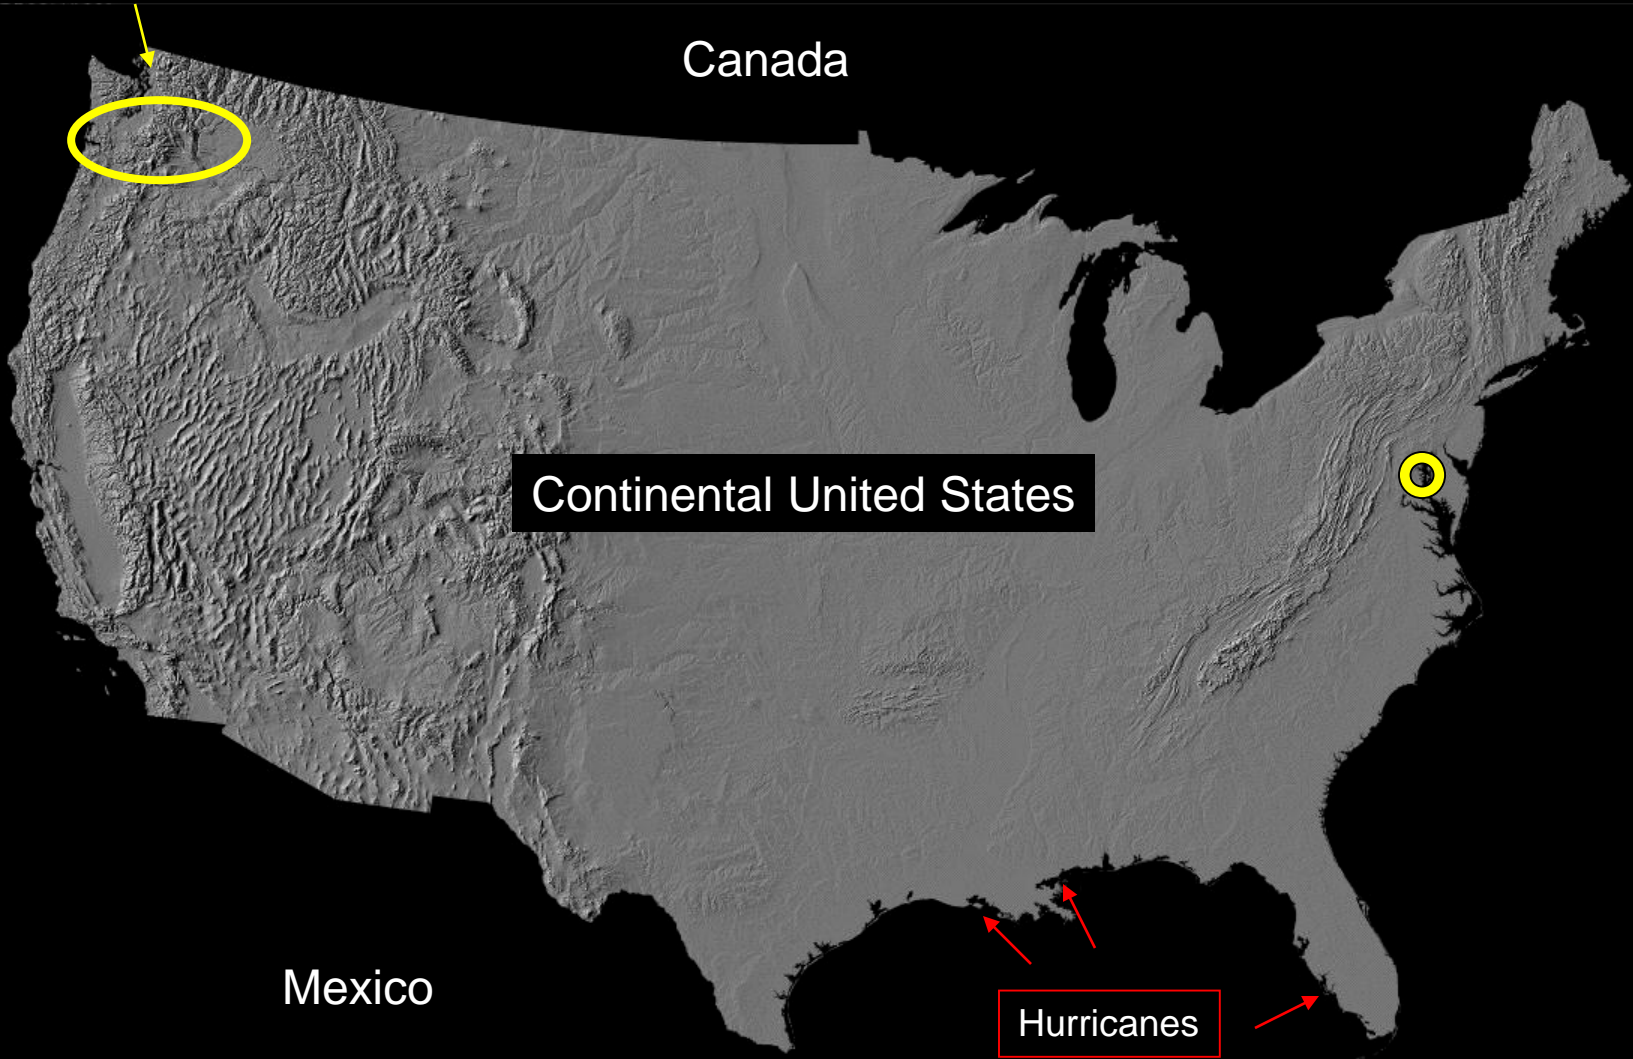 Canada
Continental United States
Mexico
Hurricanes